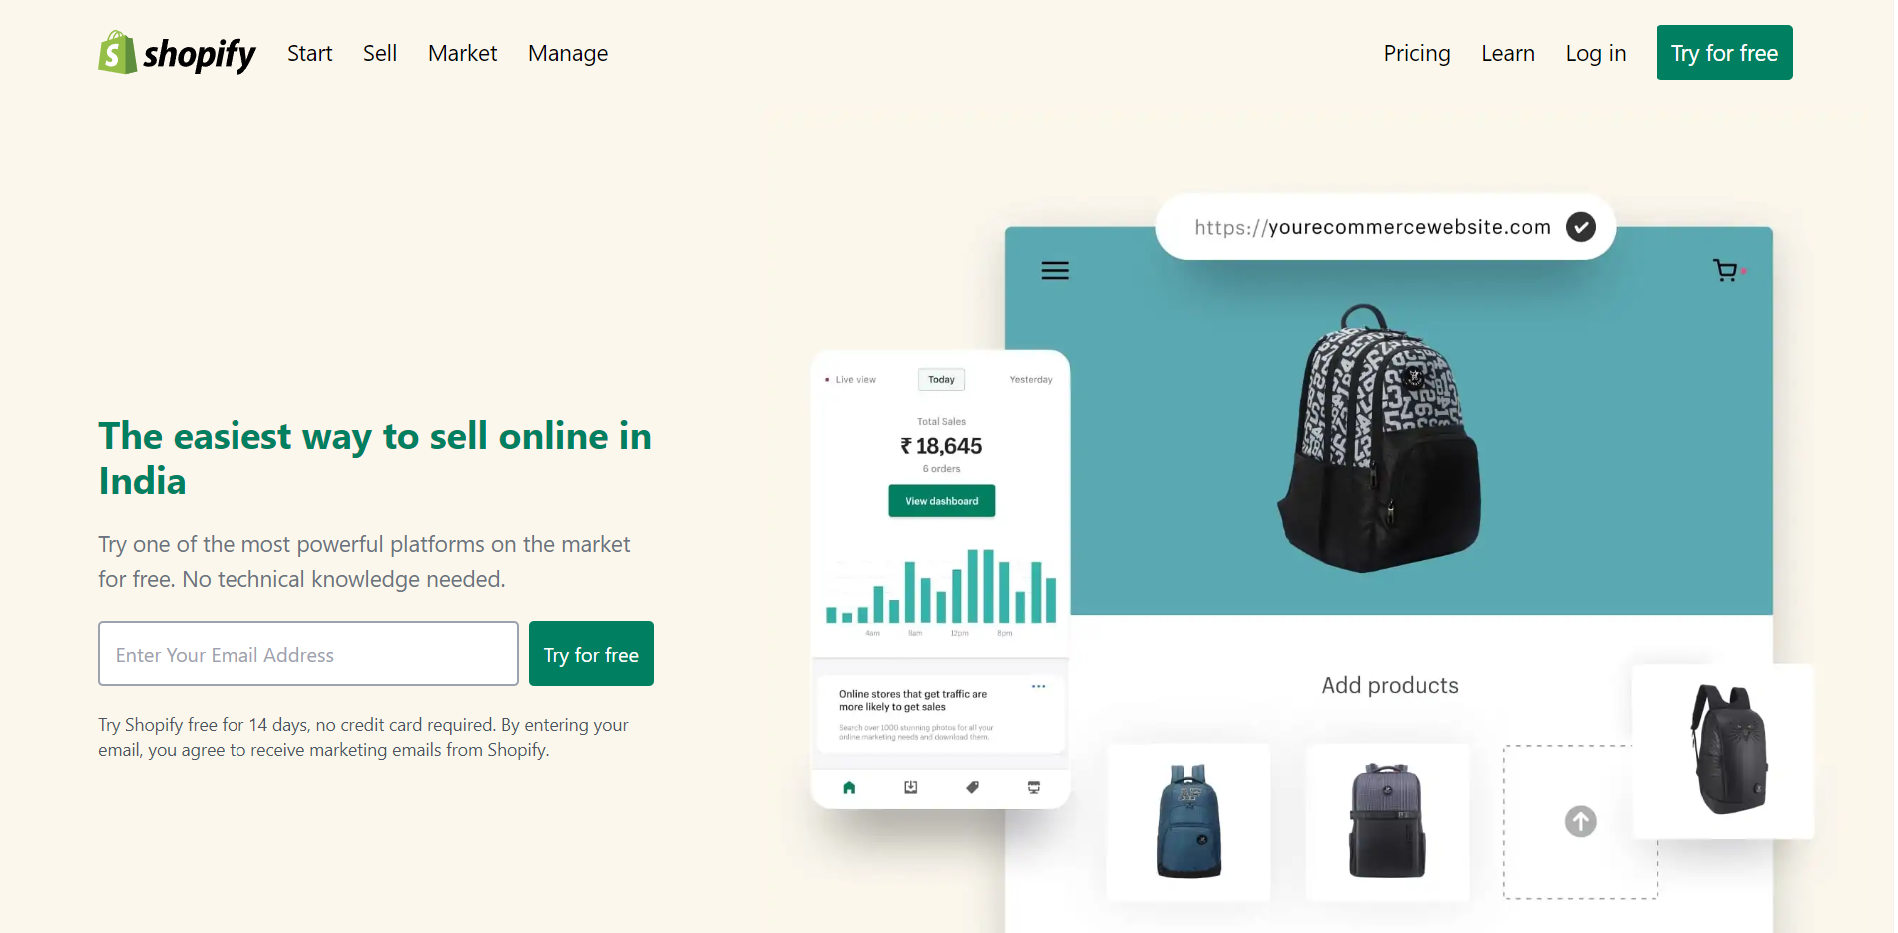 shopify Start Sell Market Manage Pricing Learn Log in Try for free
The easiest way to sell online in
India
Try one of the most powerful platforms on the market
for free. No technical knowledge needed.
Enter Your Email Address Try for free
Try Shopify free for 14 days, no credit card required. By entering your
email, you agree to receive marketing emails from Shopify.
https://yourecommercewebsite.com
Live view Today Yesterday
Total Sales
₹ 18,645
6 orders
View dashboard
4am 8am 12pm 8pm
Online stores that get traffic are
more likely to get sales
Search over 1,000 stunning photos for all your
online marketing needs and download them.
Add products